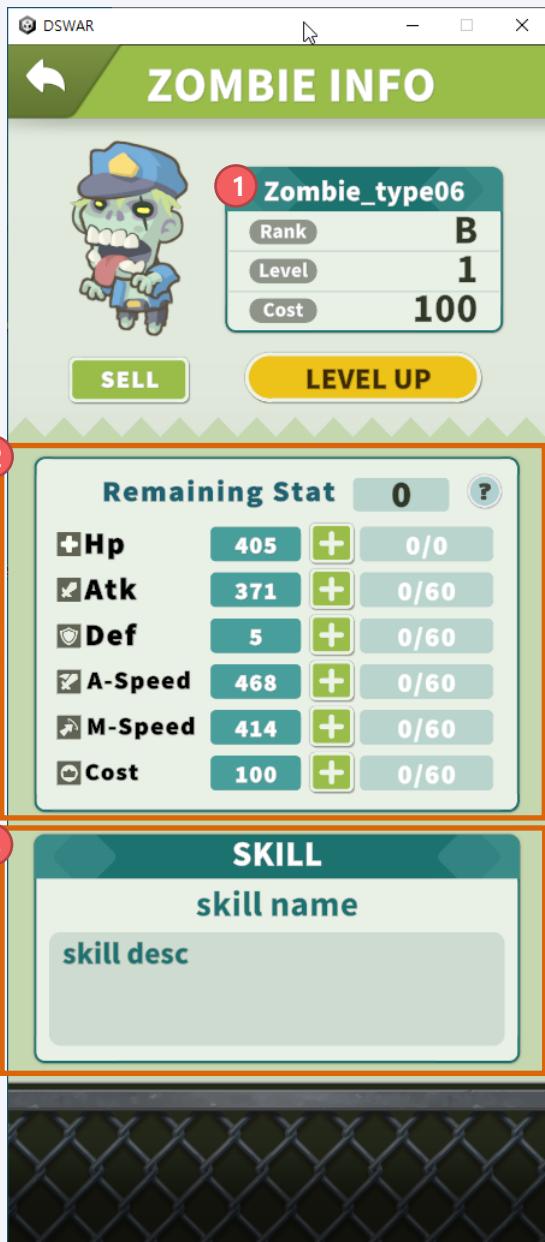 DSWAR
ZOMBIE INFO
1
Zombie_type06
Rank B
Level 1
Cost 100
SELL
LEVEL UP
Remaining Stat 0 ?
Hp 405 + 0/0
Atk 371 + 0/60
Def 5 + 0/60
A-Speed 468 + 0/60
M-Speed 414 + 0/60
Cost 100 + 0/60
SKILL
skill name
skill desc